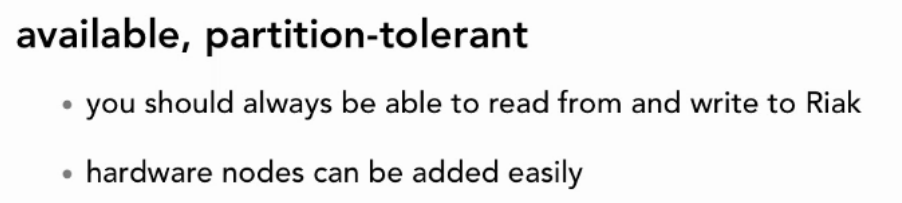 available, partition-tolerant
• you should always be able to read from and write to Riak
• hardware nodes can be added easily